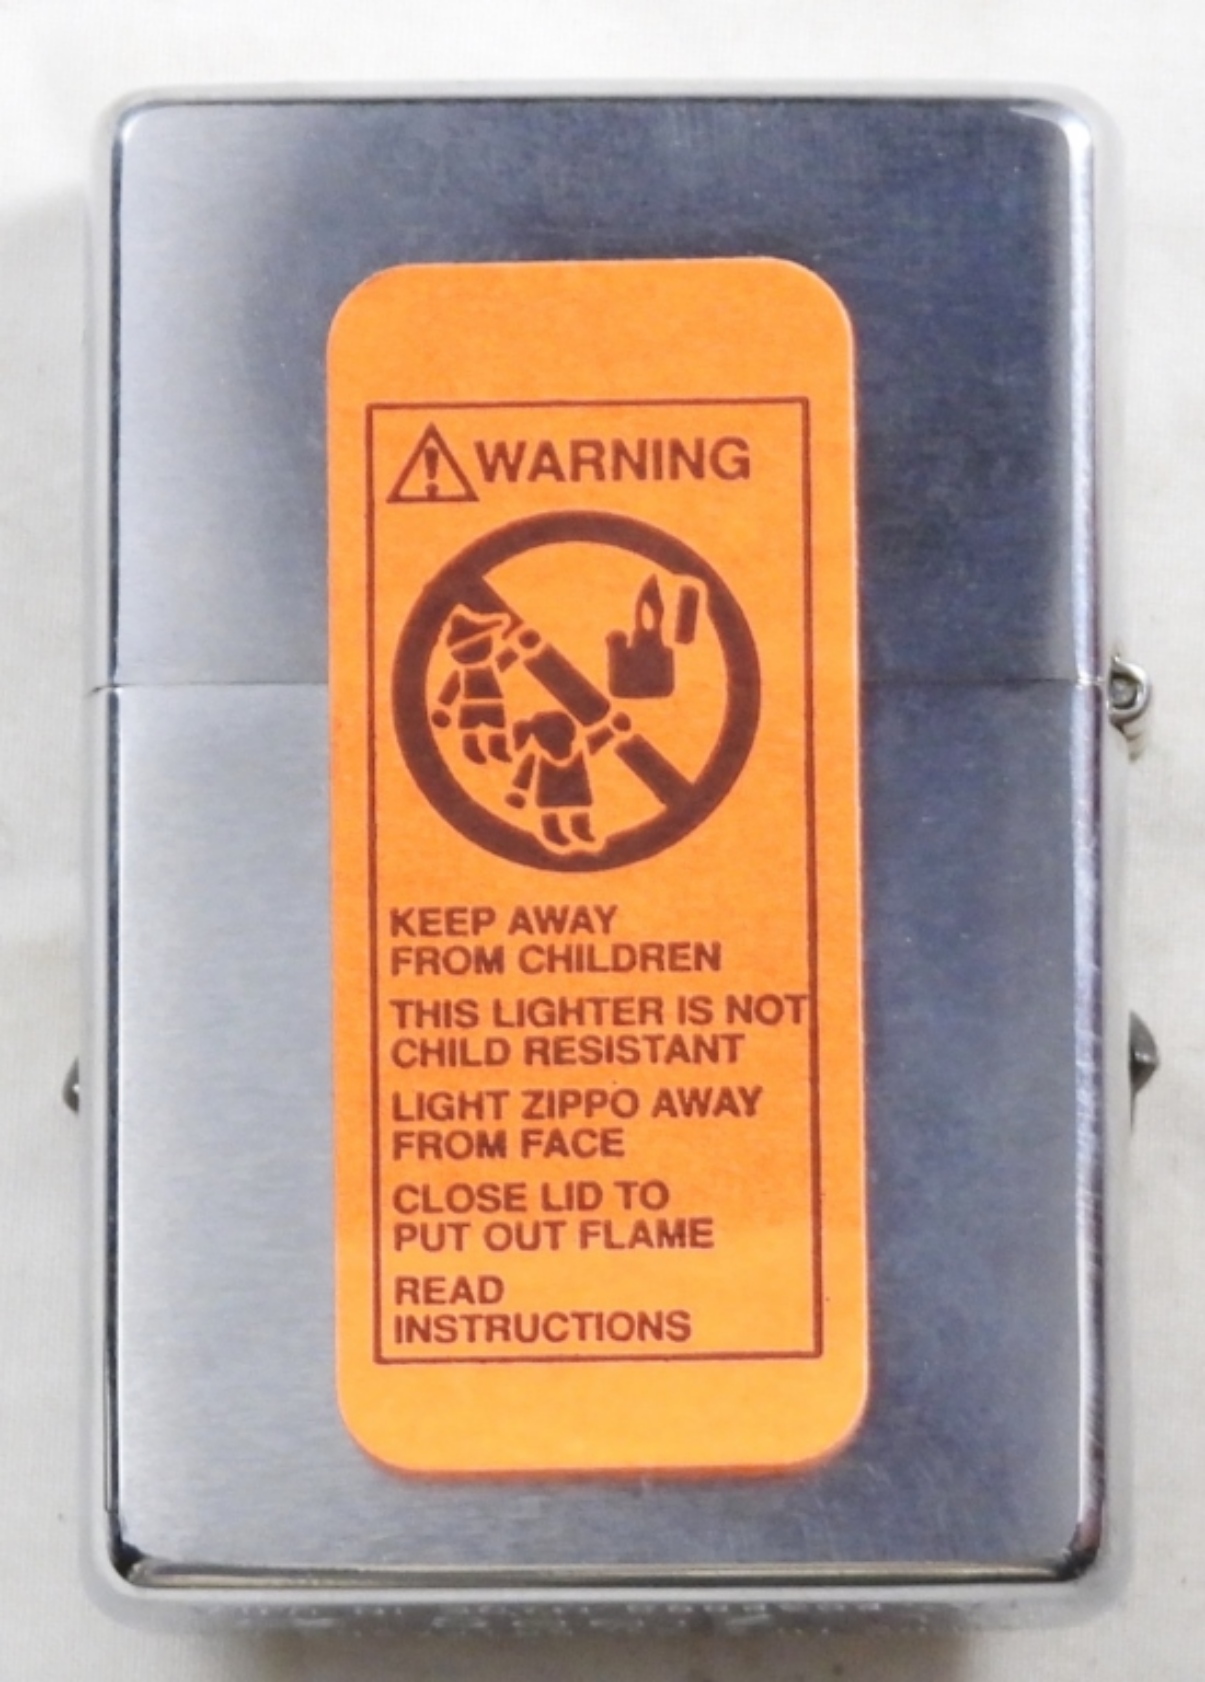 WARNING
KEEP AWAY
FROM CHILDREN
THIS LIGHTER IS NOT
CHILD RESISTANT
LIGHT ZIPPO AWAY
FROM FACE
CLOSE LID TO
PUT OUT FLAME
READ
INSTRUCTIONS